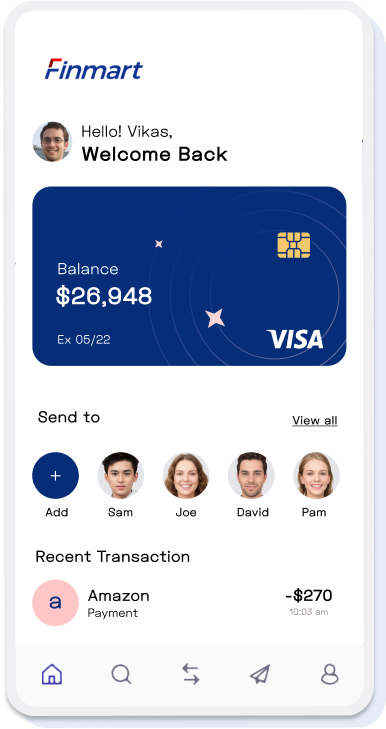 Finmart
Hello! Vikas,
Welcome Back
Balance
$26,948
Ex 05/22
VISA
Send to
View all
+
Add
Sam
Joe
David
Pam
Recent Transaction
a
Amazon
-$270
Payment
10:03 am